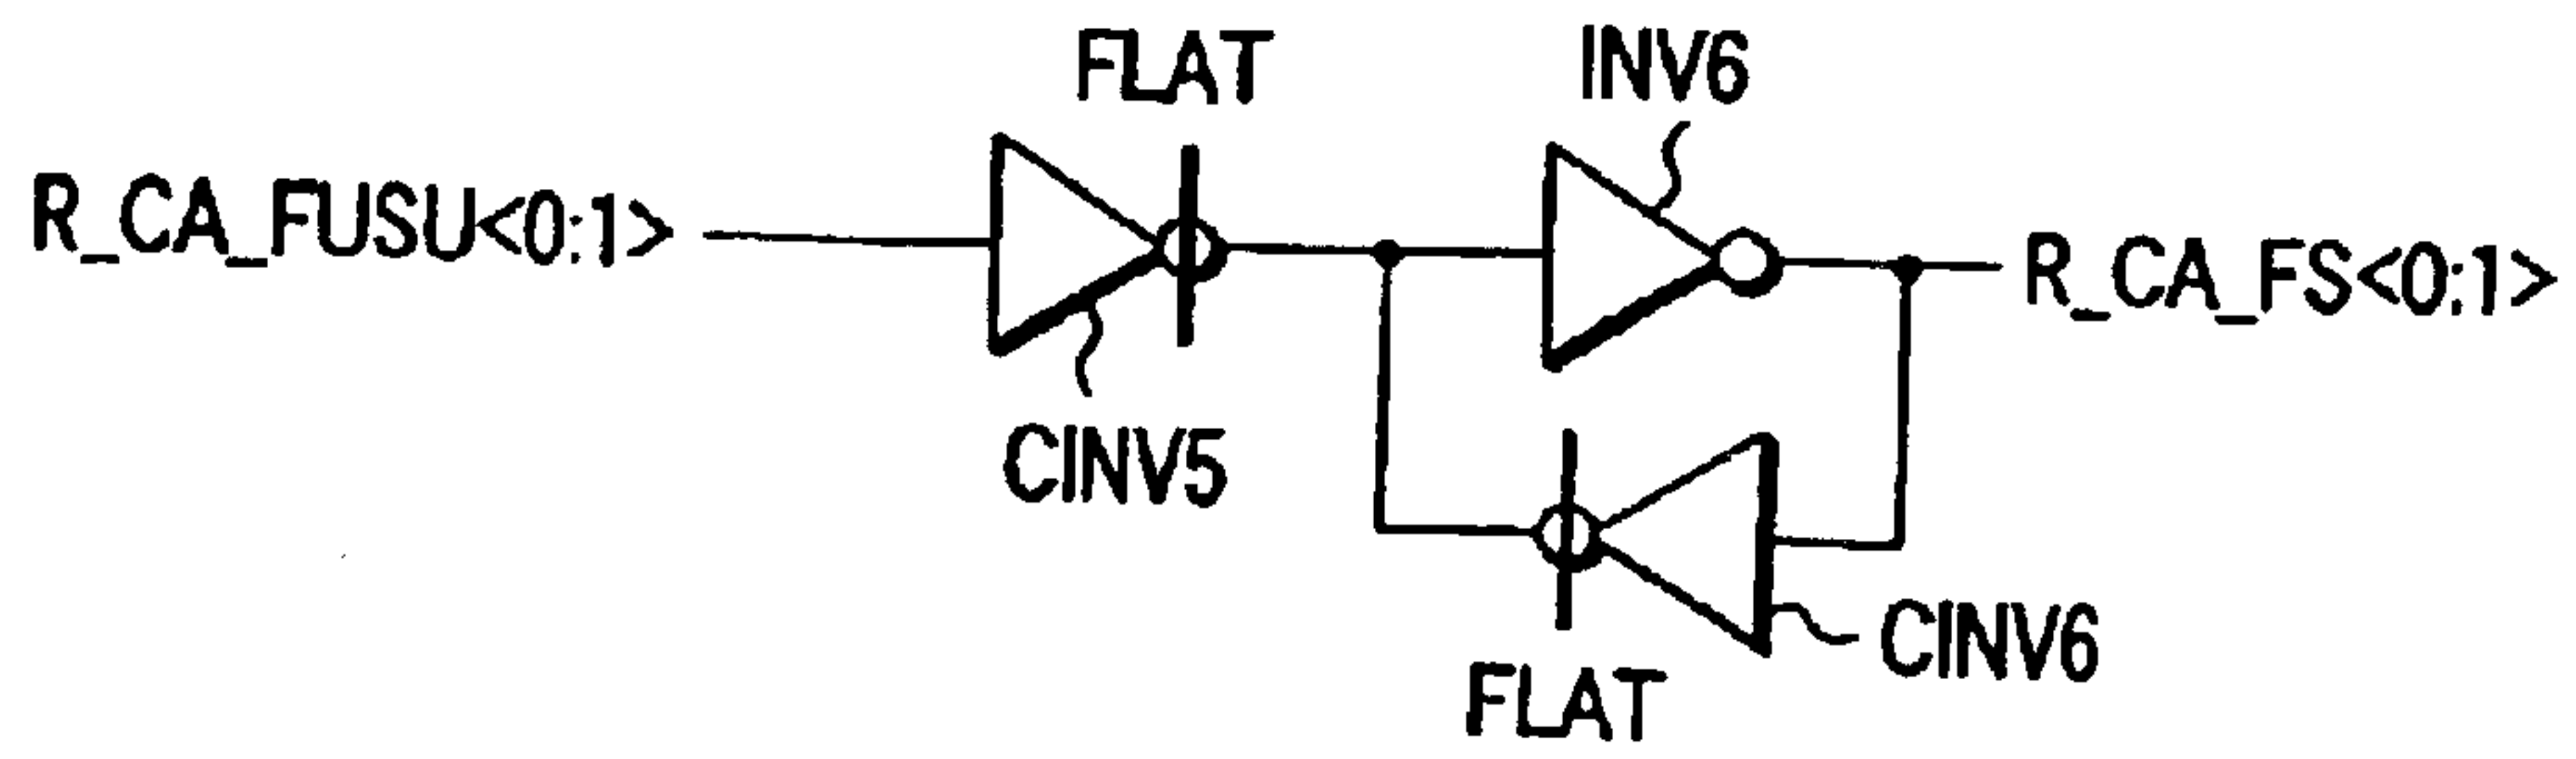 FLAT
INV6
R_CA_FUSU<0:1>
R_CA_FS<0:1>
CINV5
CINV6
FLAT